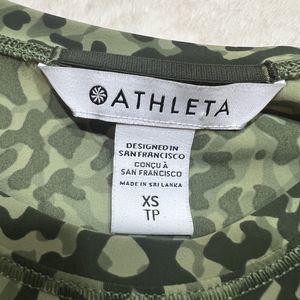 ATHLETA
DESIGNED IN
SAN FRANCISCO
CONÇU À
SAN FRANCISCO
MADE IN SRI LANKA
XS
TP